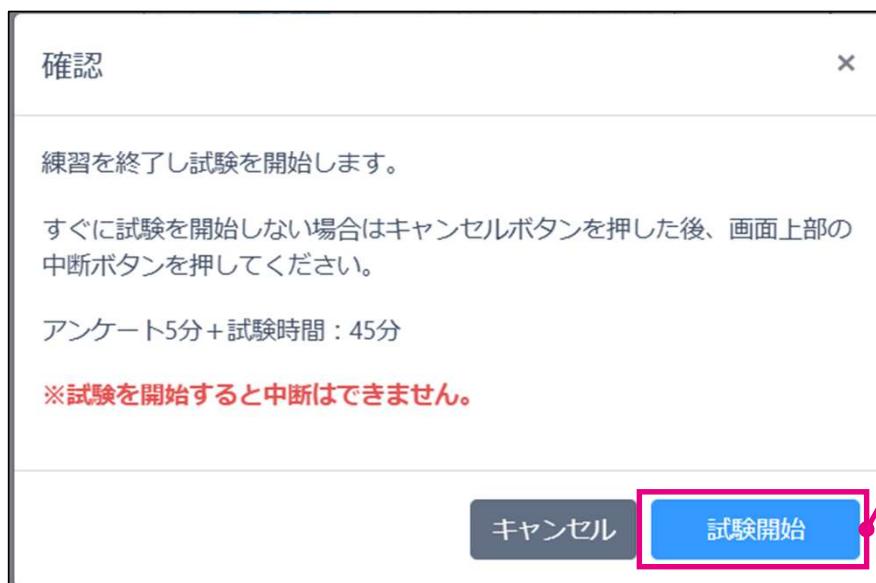 確認
×
練習を終了し試験を開始します。
すぐに試験を開始しない場合はキャンセルボタンを押した後、画面上部の
中断ボタンを押してください。
アンケート5分＋試験時間：45分
※試験を開始すると中断はできません。
キャンセル
試験開始